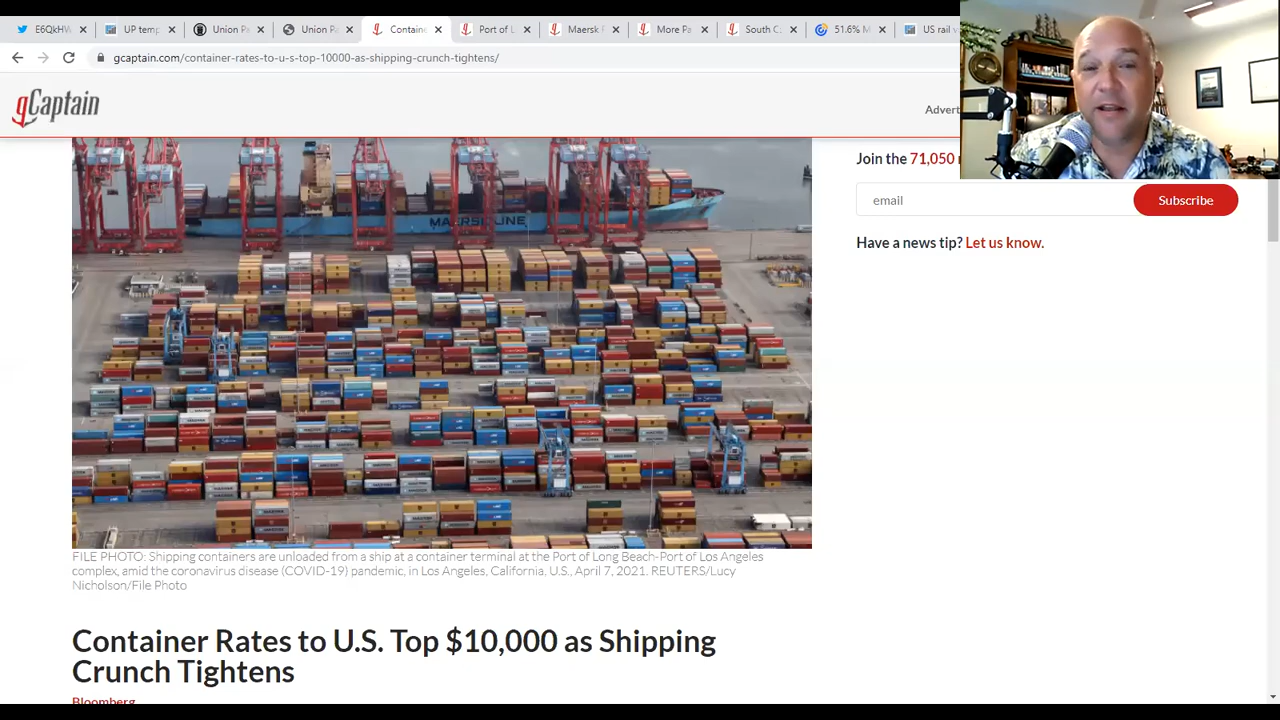 E6QkHW
UP temp
Union Pa
Union Pa
Containe
Port of L
Maersk P
More Pa
South C
51.6% M
US rail v
gcaptain.com/container-rates-to-u-s-top-10000-as-shipping-crunch-tightens/
gCaptain
Advert
Join the 71,050
email
Subscribe
Have a news tip? Let us know.
MAERSK LINE
FILE PHOTO: Shipping containers are unloaded from a ship at a container terminal at the Port of Long Beach-Port of Los Angeles
complex, amid the coronavirus disease (COVID-19) pandemic, in Los Angeles, California, U.S., April 7, 2021. REUTERS/Lucy
Nicholson/File Photo
Container Rates to U.S. Top $10,000 as Shipping
Crunch Tightens
Bloomberg